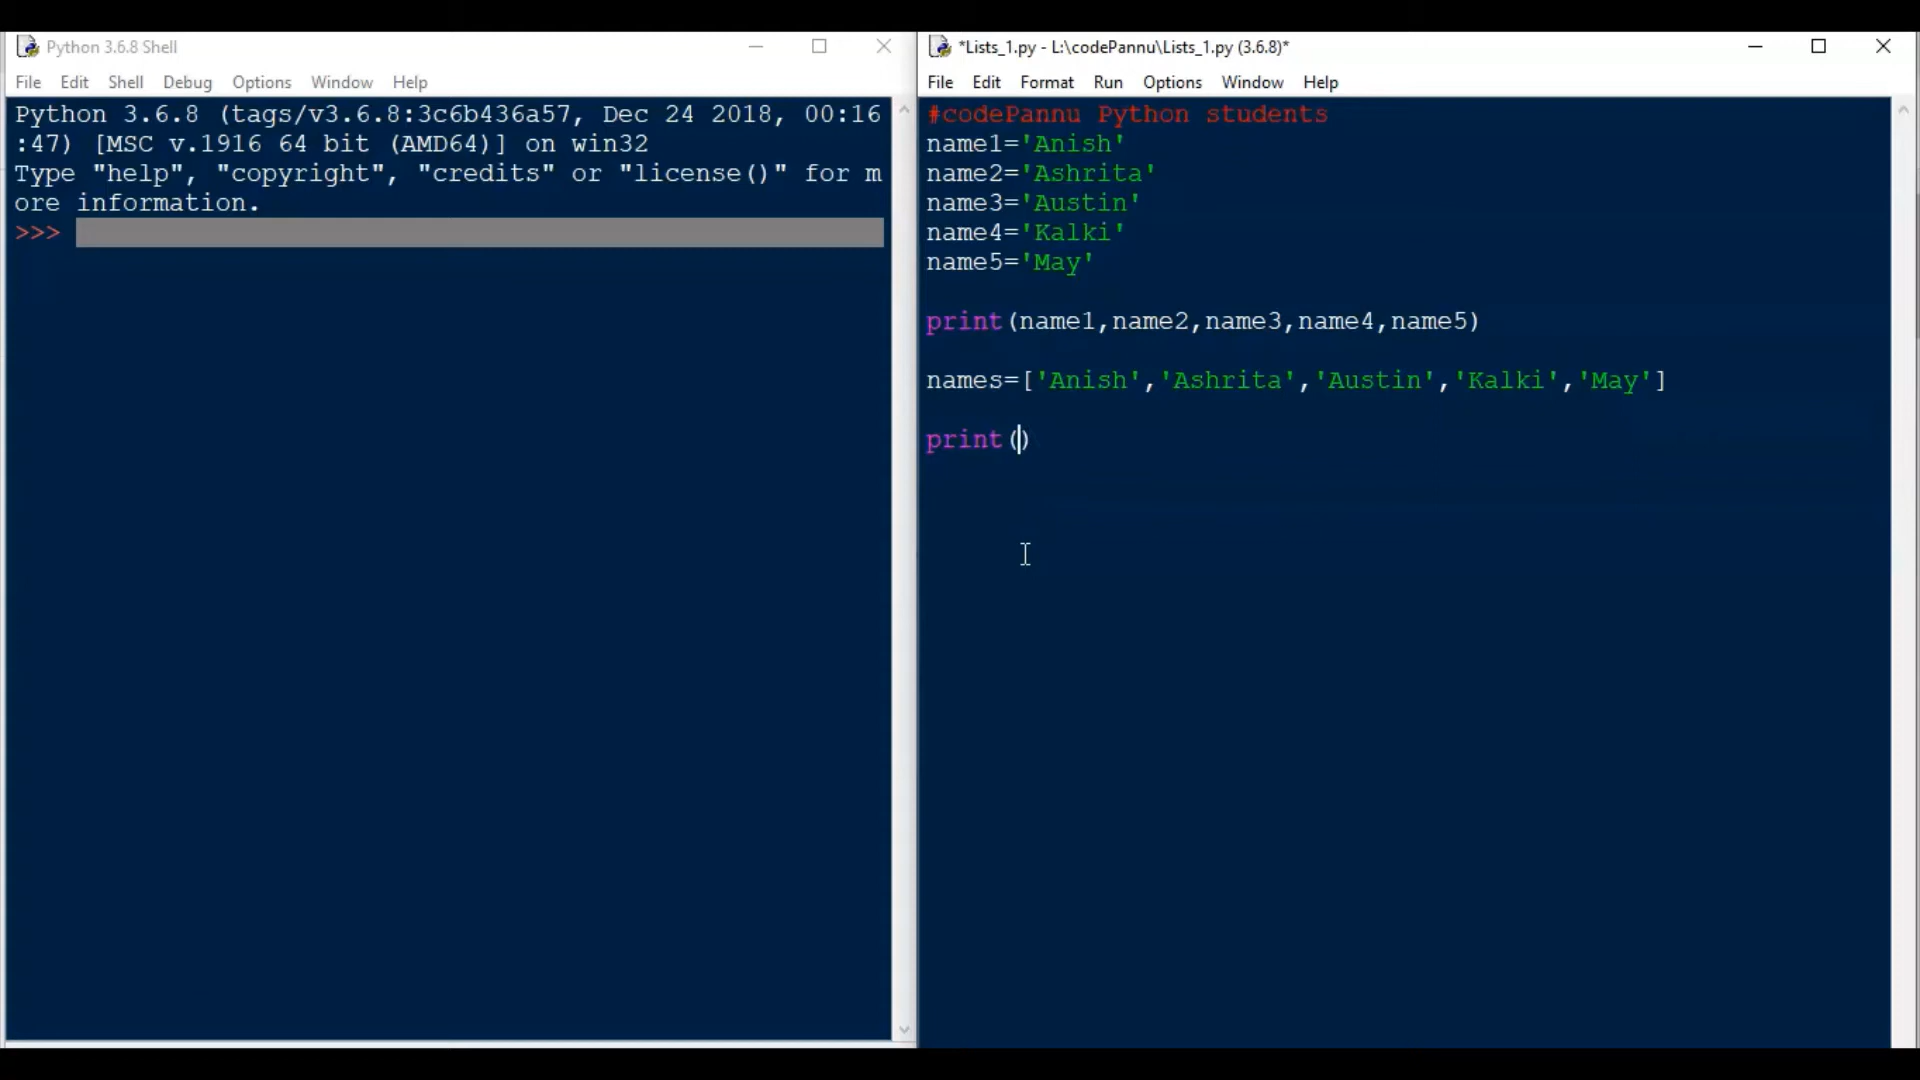 Python 3.6.8 Shell
File Edit Shell Debug Options Window Help
Python 3.6.8 (tags/v3.6.8:3c6b436a57, Dec 24 2018, 00:16
:47) [MSC v.1916 64 bit (AMD64)] on win32
Type "help", "copyright", "credits" or "license()" for m
ore information.
>>>
*Lists_1.py - L:\codePannu\Lists_1.py (3.6.8)*
File Edit Format Run Options Window Help
#codePannu Python students
name1='Anish'
name2='Ashrita'
name3='Austin'
name4='Kalki'
name5='May'
print(name1,name2,name3,name4,name5)
names=['Anish','Ashrita','Austin','Kalki','May']
print()